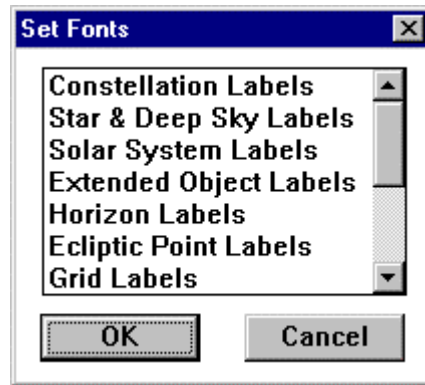 Set Fonts
Constellation Labels
Star & Deep Sky Labels
Solar System Labels
Extended Object Labels
Horizon Labels
Ecliptic Point Labels
Grid Labels
OK Cancel